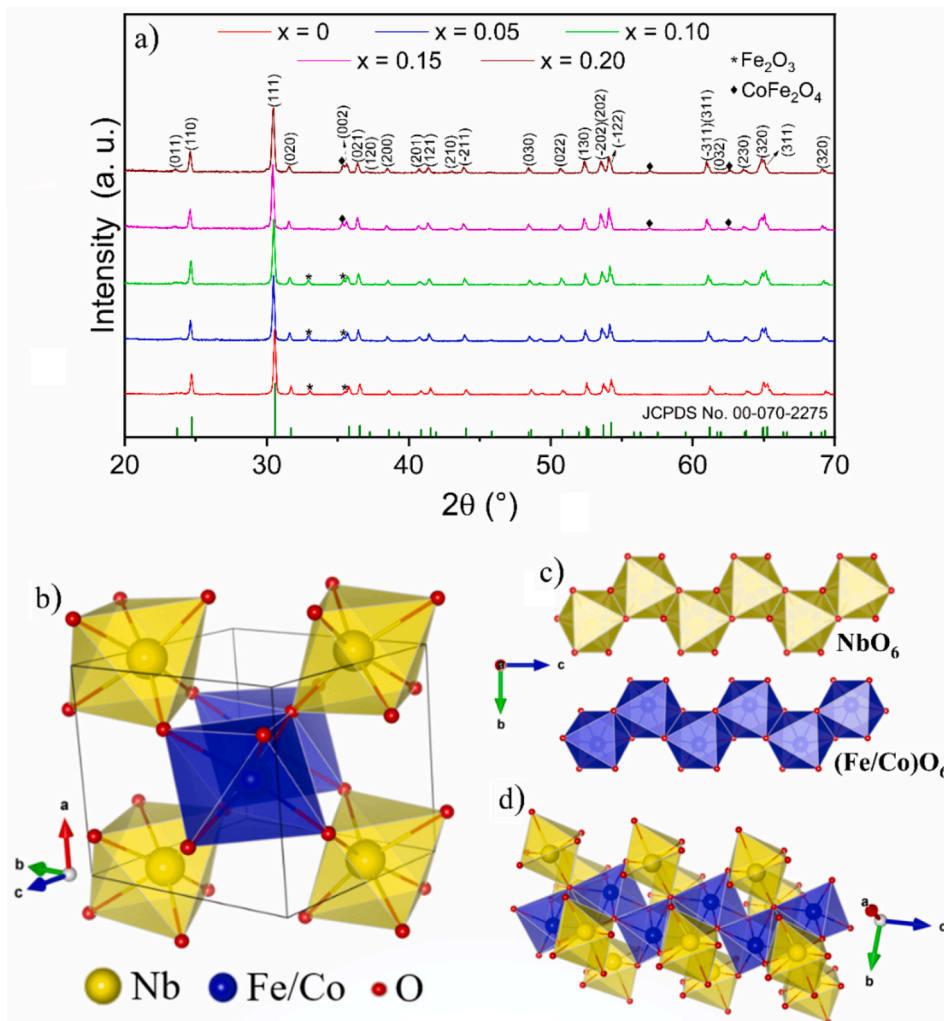 a)
x = 0
x = 0.05
x = 0.10
x = 0.15
x = 0.20
* Fe₂O₃
♦ CoFe₂O₄
(011)
(110)
(111)
(020)
(002)
(021)
(120)
(200)
(201)
(121)
(210)
(-211)
(030)
(022)
(130)
(-202)(202)
(-122)
(-311)(311)
(032)
(230)
(320)
(311)
(320)
Intensity (a. u.)
JCPDS No. 00-070-2275
20 30 40 50 60 70
2θ (°)
b)
a
b
c
Nb Fe/Co O
c)
NbO₆
a
c
b
(Fe/Co)O₆
d)
a
c
b